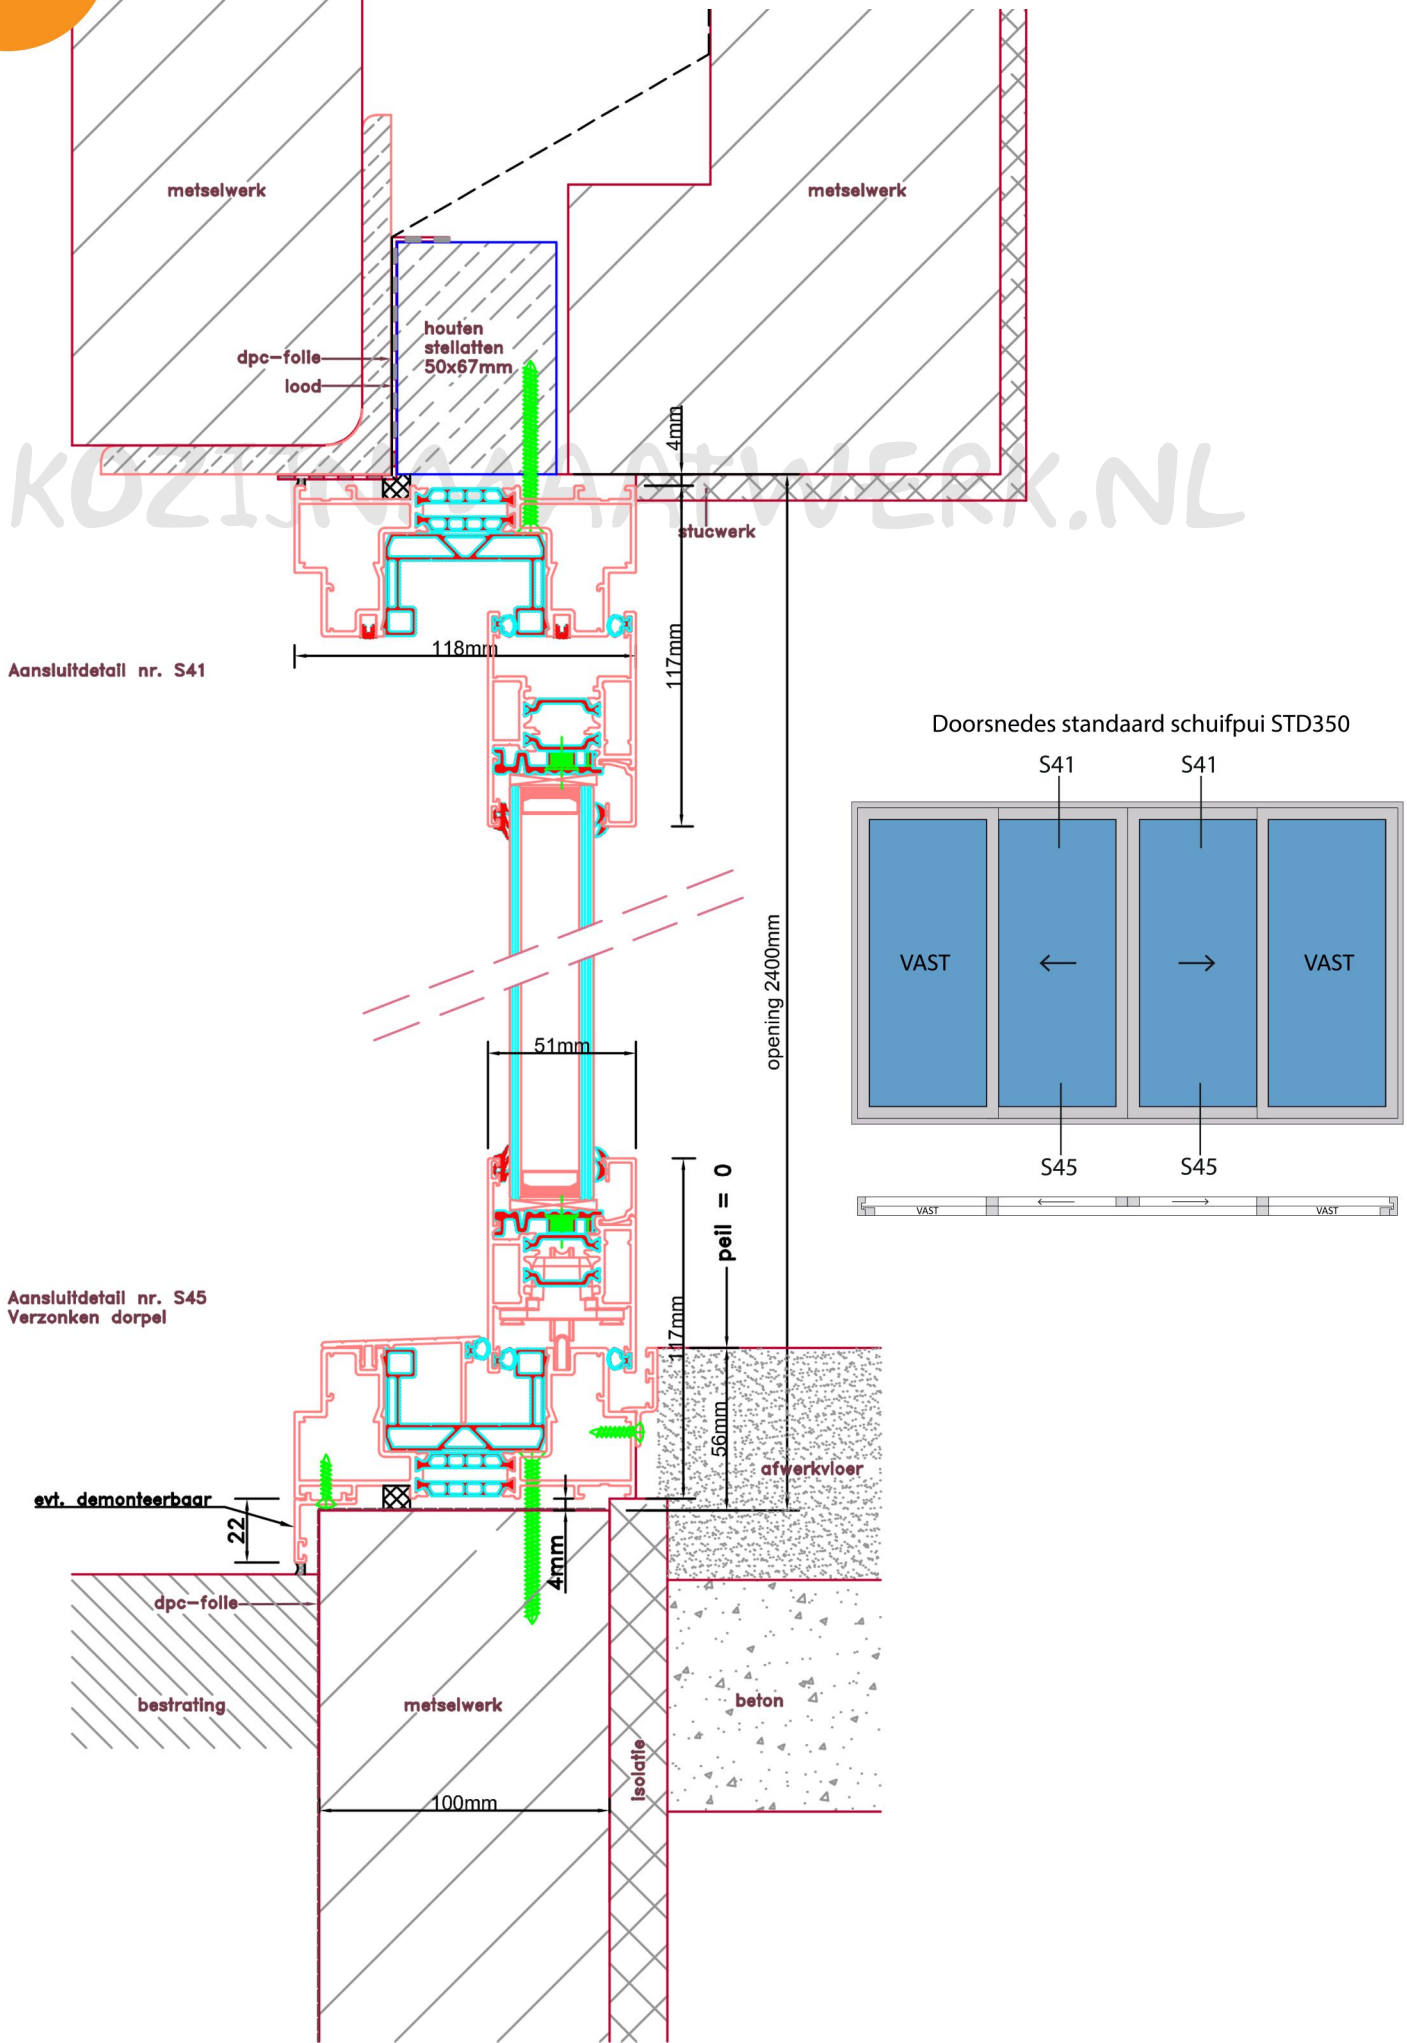 metselwerk
metselwerk
houten
stellatten
50x67mm
dpc-folie
lood
4mm
KOZIJNMAATWERK.NL
stucwerk
118mm
117mm
Aansluitdetail nr. S41
Doorsnedes standaard schuifpui STD350
S41
S41
VAST
VAST
S45
S45
VAST
VAST
opening 2400mm
51mm
peil = 0
Aansluitdetail nr. S45
Verzonken dorpel
117mm
56mm
afwerkvloer
evt. demonteerbaar
22
4mm
dpc-folie
bestrating
metselwerk
beton
isolatie
100mm